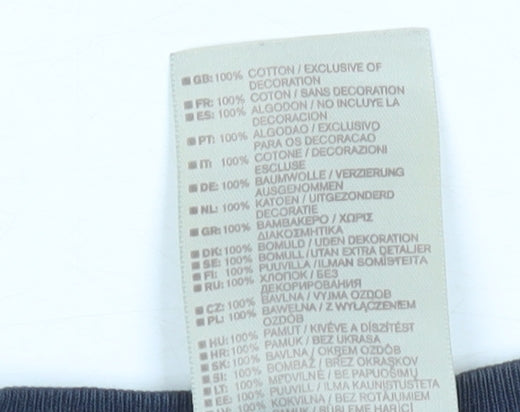 GB: 100% COTTON / EXCLUSIVE OF
DECORATION
FR: 100% COTON / SANS DECORATION
ES: 100% ALGODON / NO INCLUYE LA
DECORACION
PT: 100% ALGODAO / EXCLUSIVO
PARA OS DECORACAO
IT: 100% COTONE / DECORAZIONI
ESCLUSE
DE: 100% BAUMWOLLE / VERZIERUNG
AUSGENOMMEN
NL: 100% KATOEN / UITGEZONDERD
DECORATIE
GR: 100% ΒΑΜΒΑΚΕΡΟ / ΧΩΡΙΣ
ΔΙΑΚΟΣΜΗΤΙΚΑ
DK: 100% BOMULD / UDEN DEKORATION
SE: 100% BOMULL / UTAN EXTRA DETALJER
FI: 100% PUUVILLA / ILMAN SOMISTEITA
RU: 100% ХЛОПОК / БЕЗ
ДЕКОРИРОВАНИЯ
CZ: 100% BAVLNA / VYJMA OZDOB
PL: 100% BAWELNA / Z WYŁĄCZENIEM
OZDÓB
HU: 100% PAMUT / KIVÉVE A DÍSZÍTÉST
HR: 100% PAMUK / BEZ UKRASA
SK: 100% BAVLNA / OKREM OZDÔB
SI: 100% BOMBAŽ / BREZ OKRASKOV
LT: 100% MEDVILNĖ / BE PAPUOŠIMŲ
EE: 100% PUUVILL / ILMA KAUNISTUSTETA
100% KOKVILNA / BEZ ROTĀJUMIEM